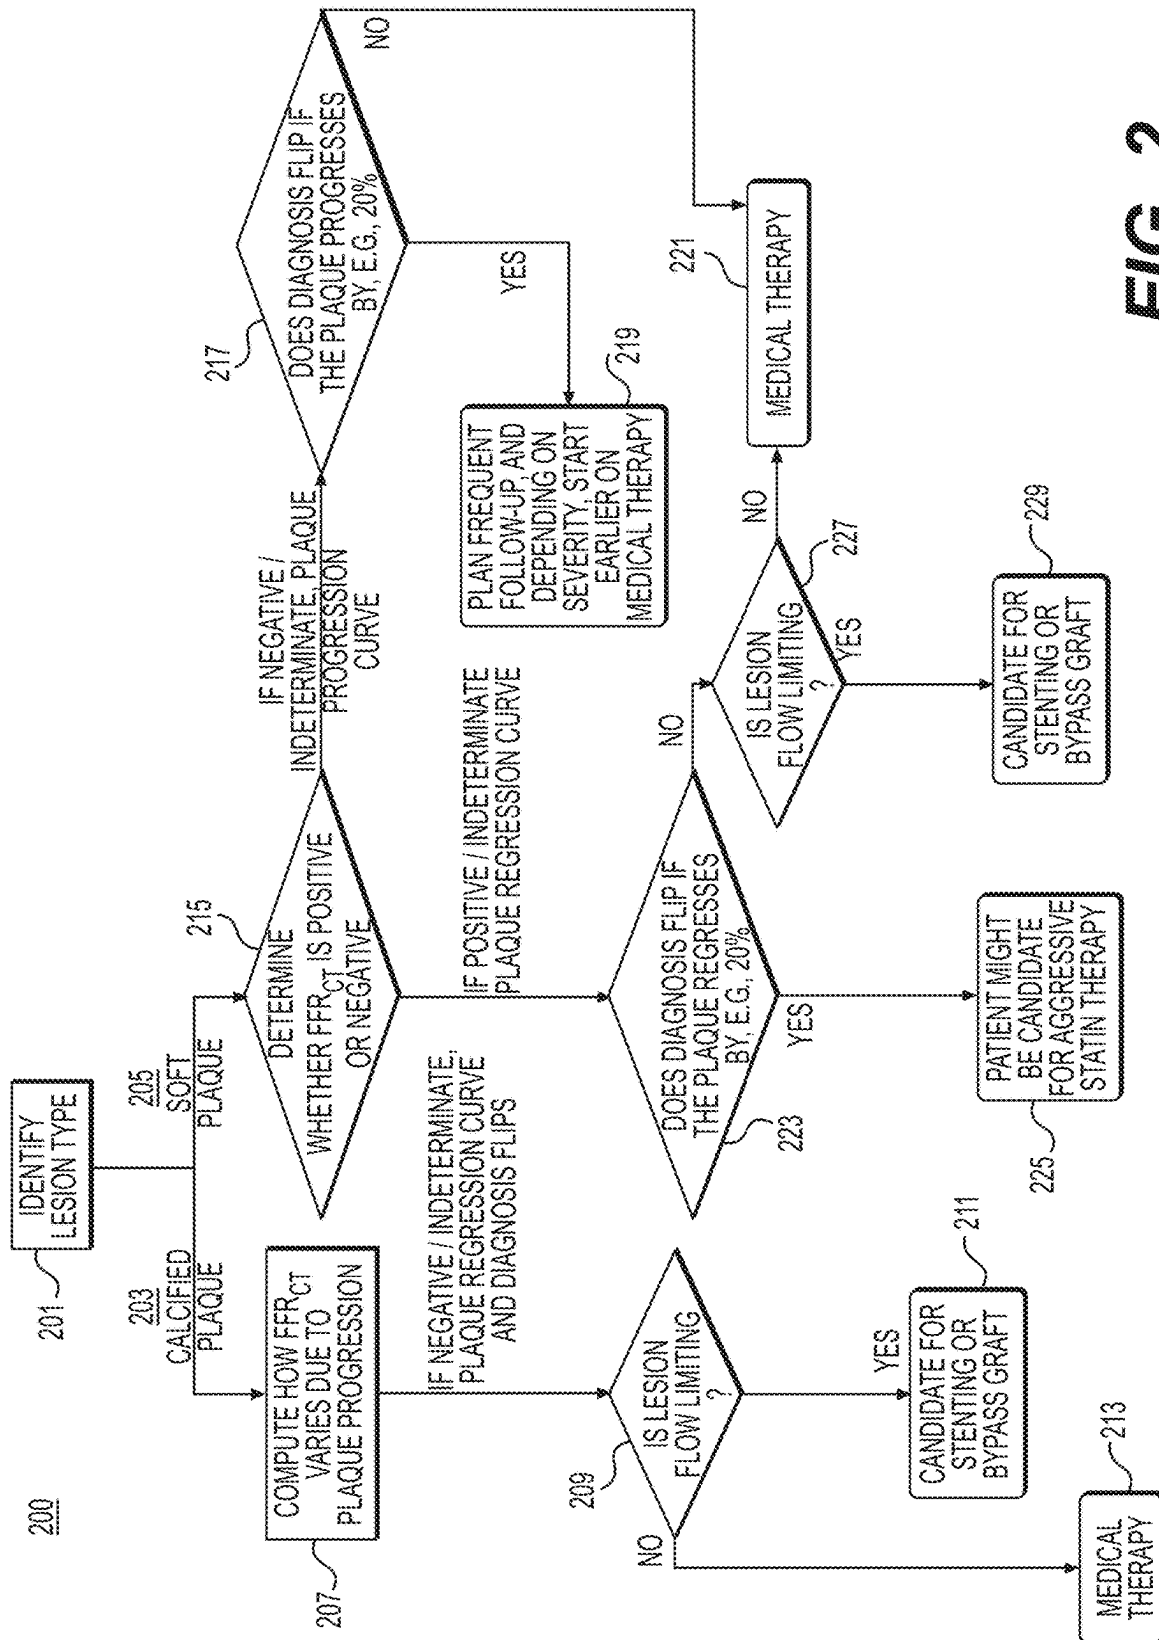 200
201
IDENTIFY
LESION TYPE
203
CALCIFIED
PLAQUE
205
SOFT
PLAQUE
207
COMPUTE HOW FFRCT
VARIES DUE TO
PLAQUE PROGRESSION
IF NEGATIVE / INDETERMINATE,
PLAQUE REGRESSION CURVE
AND DIAGNOSIS FLIPS
209
IS LESION
FLOW LIMITING
?
NO
YES
211
CANDIDATE FOR
STENTING OR
BYPASS GRAFT
213
MEDICAL
THERAPY
215
DETERMINE
WHETHER FFRCT IS POSITIVE
OR NEGATIVE
IF NEGATIVE /
INDETERMINATE, PLAQUE
PROGRESSION
CURVE
217
DOES DIAGNOSIS FLIP IF
THE PLAQUE PROGRESSES
BY, E.G., 20%
NO
YES
219
PLAN FREQUENT
FOLLOW-UP, AND
DEPENDING ON
SEVERITY, START
EARLIER ON
MEDICAL THERAPY
221
MEDICAL THERAPY
IF POSITIVE / INDETERMINATE
PLAQUE REGRESSION CURVE
223
DOES DIAGNOSIS FLIP IF
THE PLAQUE REGRESSES
BY, E.G., 20%
NO
YES
225
PATIENT MIGHT
BE CANDIDATE
FOR AGGRESSIVE
STATIN THERAPY
227
IS LESION
FLOW LIMITING
?
NO
YES
229
CANDIDATE FOR
STENTING OR
BYPASS GRAFT
FIG. 2